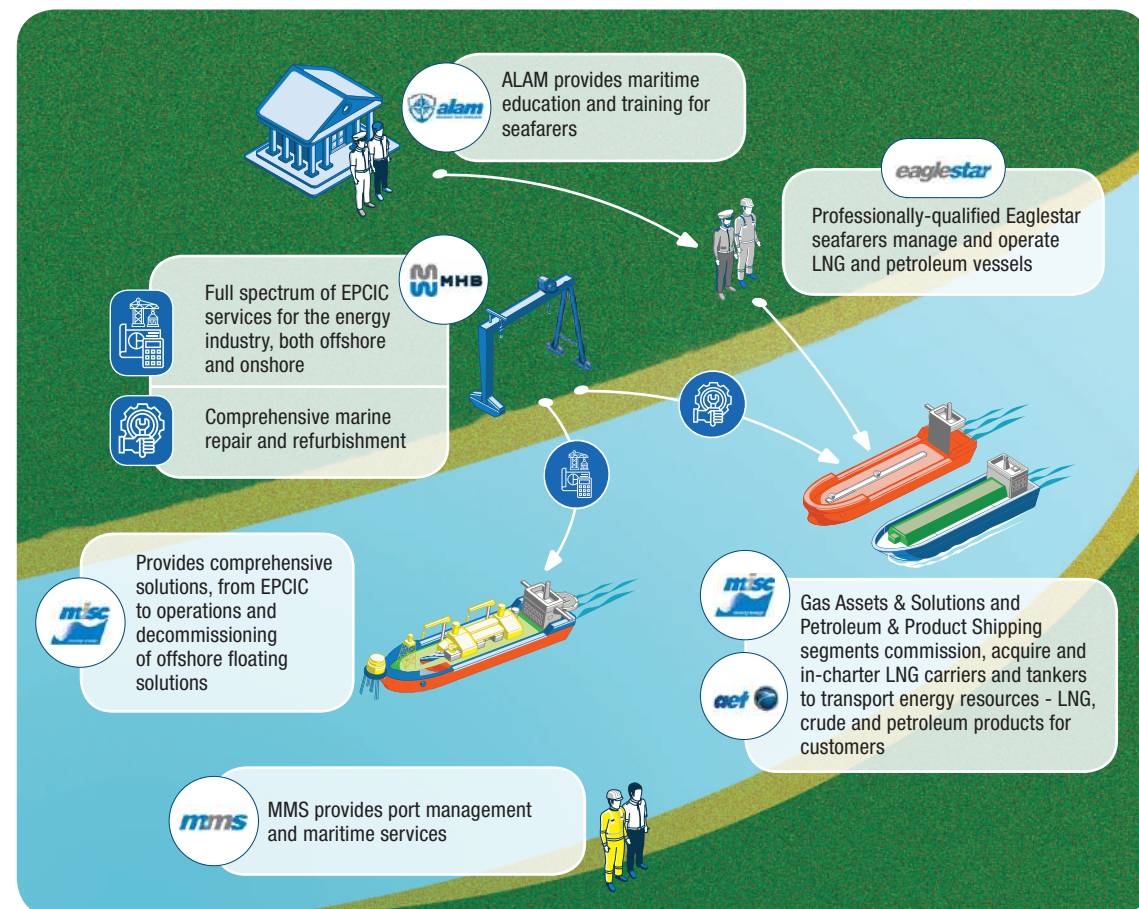 alam
ALAM provides maritime
education and training for
seafarers
eaglestar
Professionally-qualified Eaglestar
seafarers manage and operate
LNG and petroleum vessels
MHB
Full spectrum of EPCIC
services for the energy
industry, both offshore
and onshore
Comprehensive marine
repair and refurbishment
misc
Provides comprehensive
solutions, from EPCIC
to operations and
decommissioning
of offshore floating
solutions
misc
aet
Gas Assets & Solutions and
Petroleum & Product Shipping
segments commission, acquire and
in-charter LNG carriers and tankers
to transport energy resources - LNG,
crude and petroleum products for
customers
mms
MMS provides port management
and maritime services